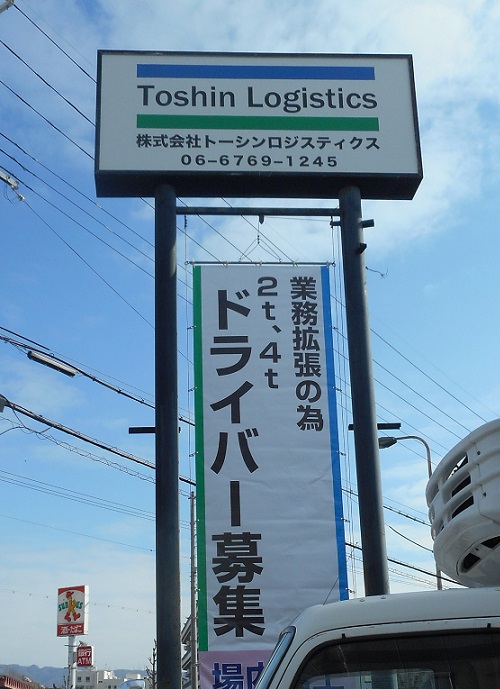 Toshin Logistics
株式会社トーシンロジスティクス
06-6769-1245
業務拡張の為
2t、4t
ドライバー募集
ATM